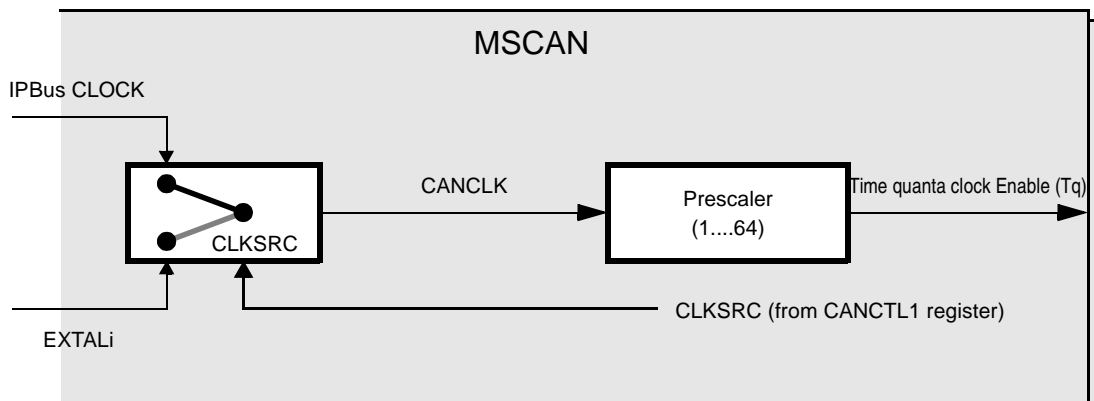 MSCAN
IPBus CLOCK
CANCLK
Prescaler
(1....64)
Time quanta clock Enable (Tq)
CLKSRC
CLKSRC (from CANCTL1 register)
EXTALi